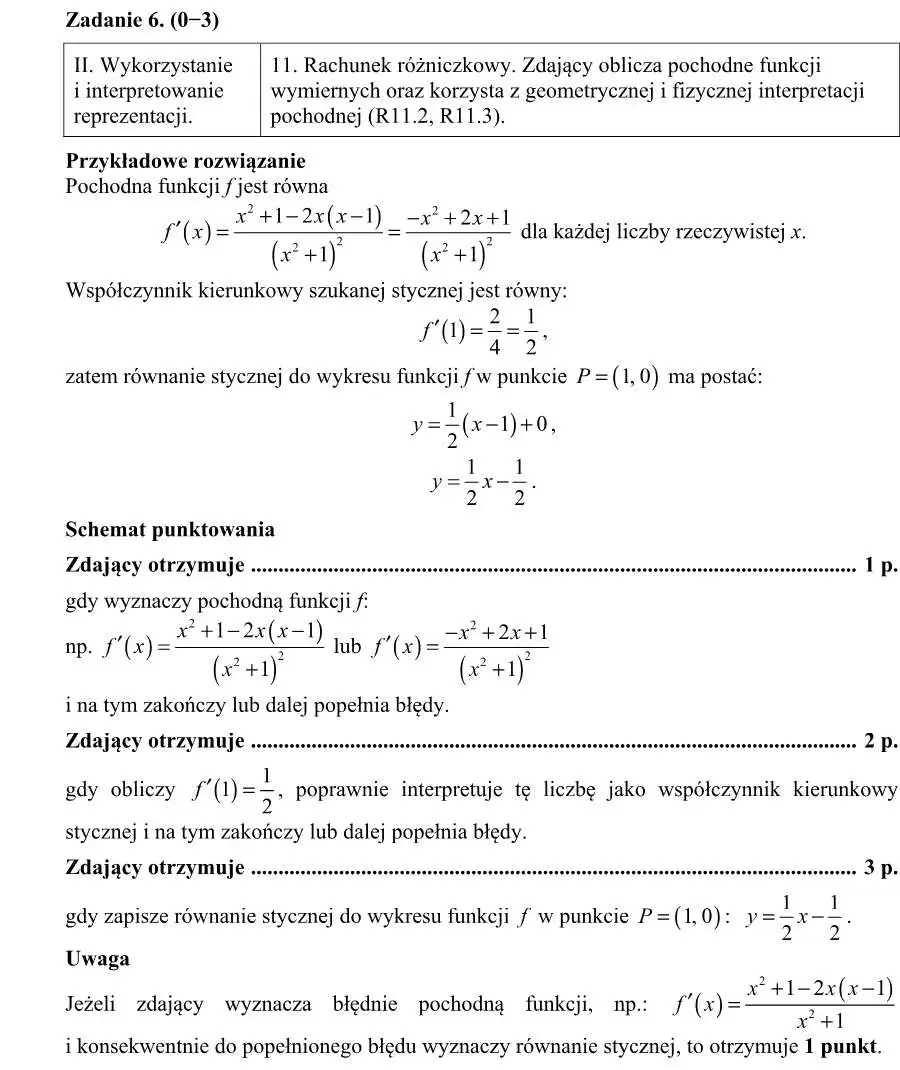 Zadanie 6. (0−3)
II. Wykorzystanie i interpretowanie reprezentacji.
11. Rachunek różniczkowy. Zdający oblicza pochodne funkcji wymiernych oraz korzysta z geometrycznej i fizycznej interpretacji pochodnej (R11.2, R11.3).
Przykładowe rozwiązanie
Pochodna funkcji f jest równa
f′(x) = (x² +1−2x(x−1))/(x² +1)² = (−x² +2x+1)/(x² +1)² dla każdej liczby rzeczywistej x.
Współczynnik kierunkowy szukanej stycznej jest równy:
f′(1) = 2/4 = 1/2,
zatem równanie stycznej do wykresu funkcji f w punkcie P = (1, 0) ma postać:
y = 1/2 (x−1)+0,
y = 1/2 x − 1/2.
Schemat punktowania
Zdający otrzymuje ............................................................................................................... 1 p.
gdy wyznaczy pochodną funkcji f:
np. f′(x) = (x² +1−2x(x−1))/(x² +1)² lub f′(x) = (−x² +2x+1)/(x² +1)²
i na tym zakończy lub dalej popełnia błędy.
Zdający otrzymuje ............................................................................................................... 2 p.
gdy obliczy f′(1) = 1/2, poprawnie interpretuje tę liczbę jako współczynnik kierunkowy
stycznej i na tym zakończy lub dalej popełnia błędy.
Zdający otrzymuje ............................................................................................................... 3 p.
gdy zapisze równanie stycznej do wykresu funkcji f w punkcie P = (1, 0): y = 1/2 x − 1/2.
Uwaga
Jeżeli zdający wyznacza błędnie pochodną funkcji, np.: f′(x) = (x² +1−2x(x−1))/(x² +1)
i konsekwentnie do popełnionego błędu wyznaczy równanie stycznej, to otrzymuje 1 punkt.